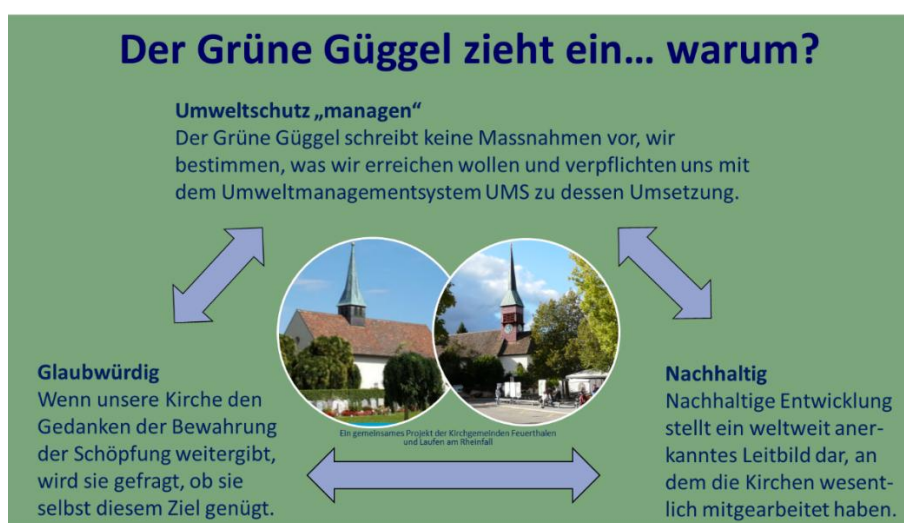 Der Grüne Güggel zieht ein... warum?
Umweltschutz „managen“
Der Grüne Güggel schreibt keine Massnahmen vor, wir
bestimmen, was wir erreichen wollen und verpflichten uns mit
dem Umweltmanagementsystem UMS zu dessen Umsetzung.
Glaubwürdig
Wenn unsere Kirche den
Gedanken der Bewahrung
der Schöpfung weitergibt,
wird sie gefragt, ob sie
selbst diesem Ziel genügt.
Ein gemeinsames Projekt der Kirchgemeinden Feuerthalen
und Laufen am Rheinfall
Nachhaltig
Nachhaltige Entwicklung
stellt ein weltweit aner-
kanntes Leitbild dar, an
dem die Kirchen wesent-
lich mitgearbeitet haben.